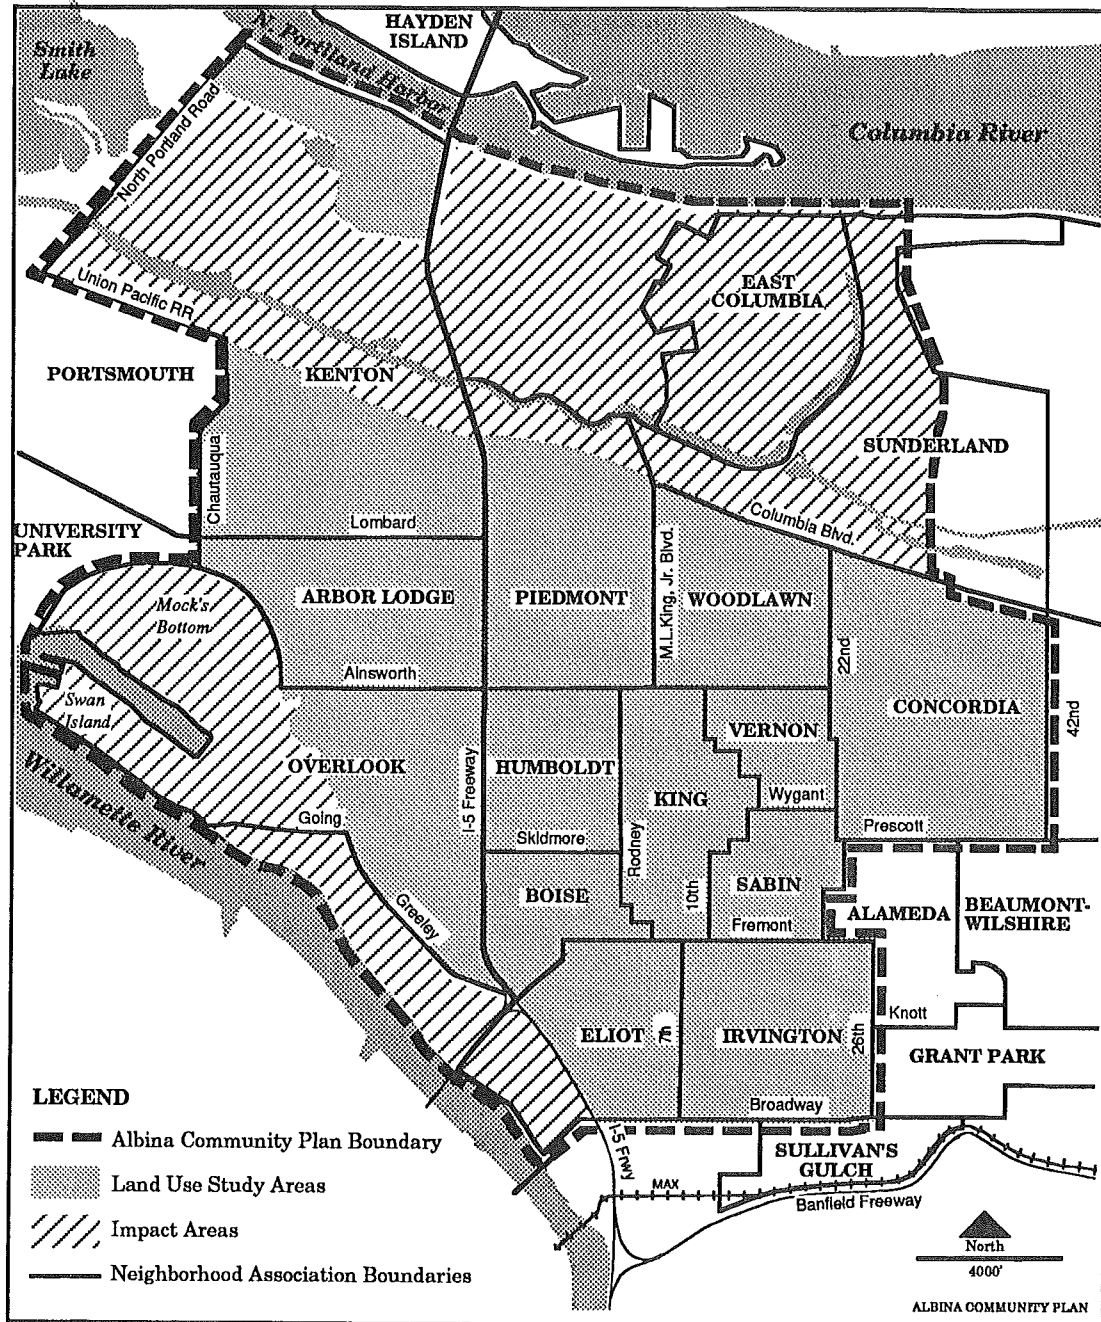 HAYDEN
ISLAND
Smith
Lake
N. Portland Harbor
Columbia River
North Portland Road
Union Pacific RR
EAST
COLUMBIA
PORTSMOUTH
KENTON
SUNDERLAND
Chautauqua
Lombard
Columbia Blvd.
UNIVERSITY
PARK
M.L.King, Jr. Blvd.
Mock's
Bottom
ARBOR LODGE
PIEDMONT
WOODLAWN
22nd
Ainsworth
CONCORDIA
42nd
Swan
Island
VERNON
OVERLOOK
HUMBOLDT
KING
Wygant
Willamette River
Going
I-5 Freeway
Skidmore
Rodney
Prescott
BOISE
10th
SABIN
Greeley
Fremont
ALAMEDA
BEAUMONT-
WILSHIRE
Knott
ELIOT
7th
IRVINGTON
26th
GRANT PARK
Broadway
LEGEND
Albina Community Plan Boundary
Land Use Study Areas
Impact Areas
Neighborhood Association Boundaries
I-5 Frwy
SULLIVAN'S
GULCH
MAX
Banfield Freeway
North
4000'
ALBINA COMMUNITY PLAN